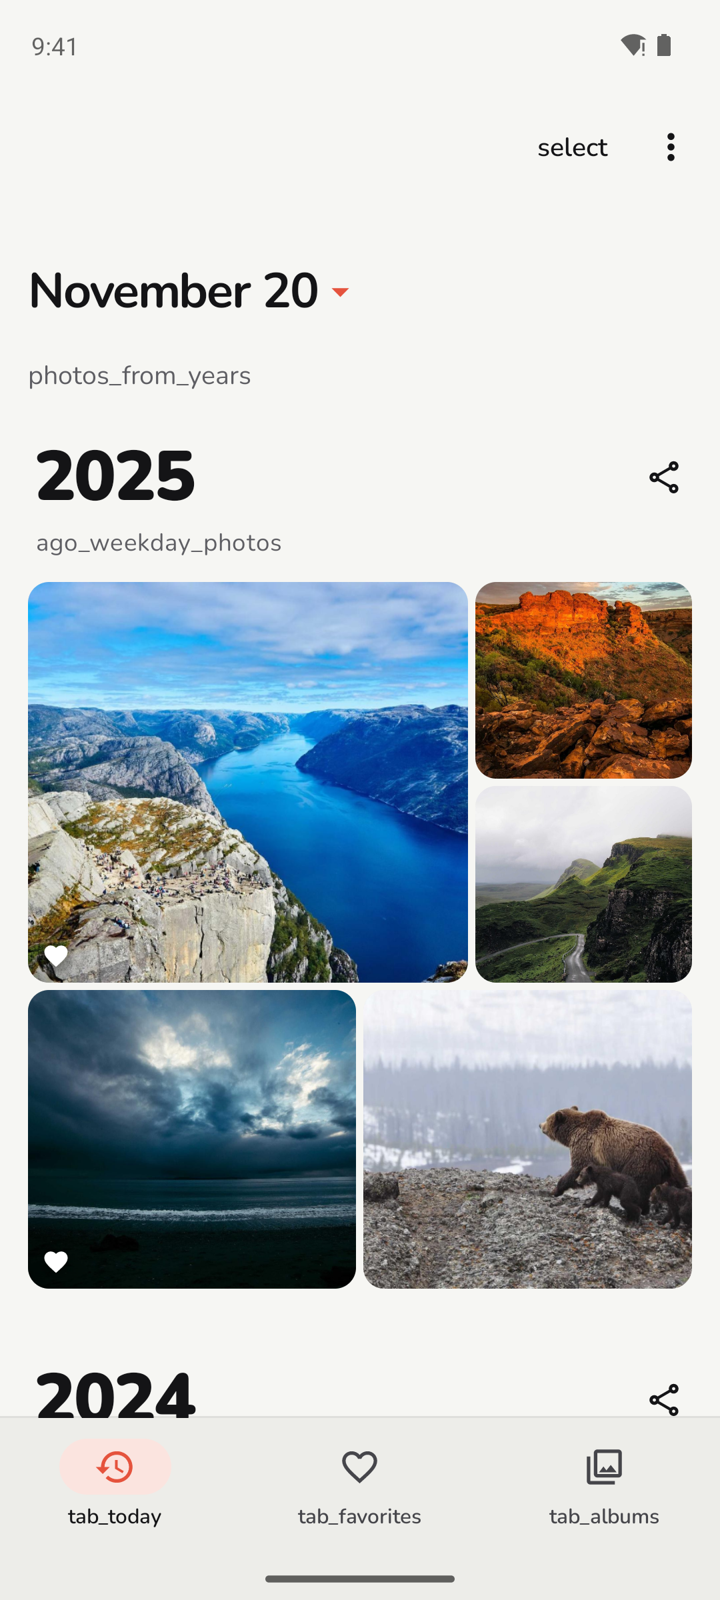 9:41
select
November 20
photos_from_years
2025
ago_weekday_photos
2024
tab_today
tab_favorites
tab_albums